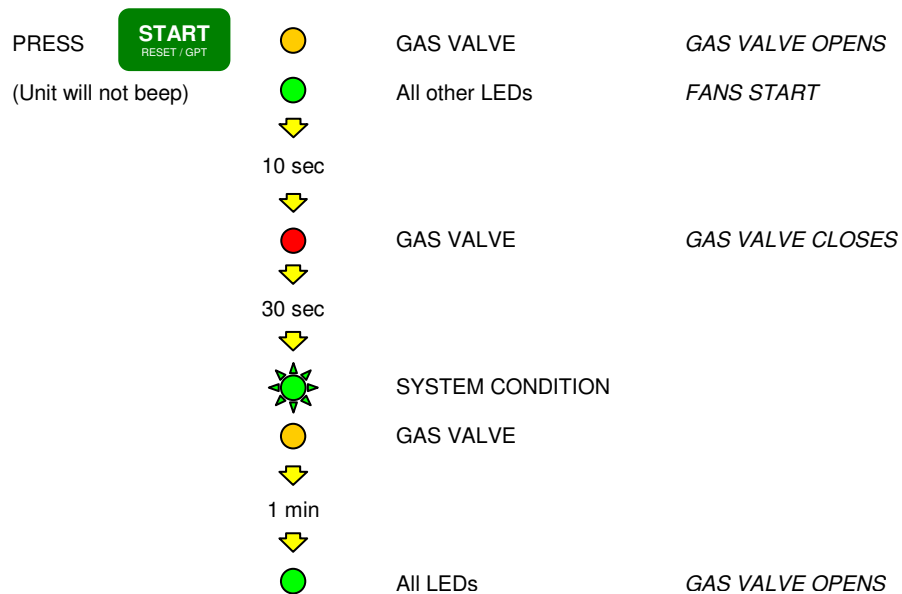 PRESS START RESET / GPT GAS VALVE GAS VALVE OPENS
(Unit will not beep) All other LEDs FANS START
10 sec
GAS VALVE GAS VALVE CLOSES
30 sec
SYSTEM CONDITION
GAS VALVE
1 min
All LEDs GAS VALVE OPENS